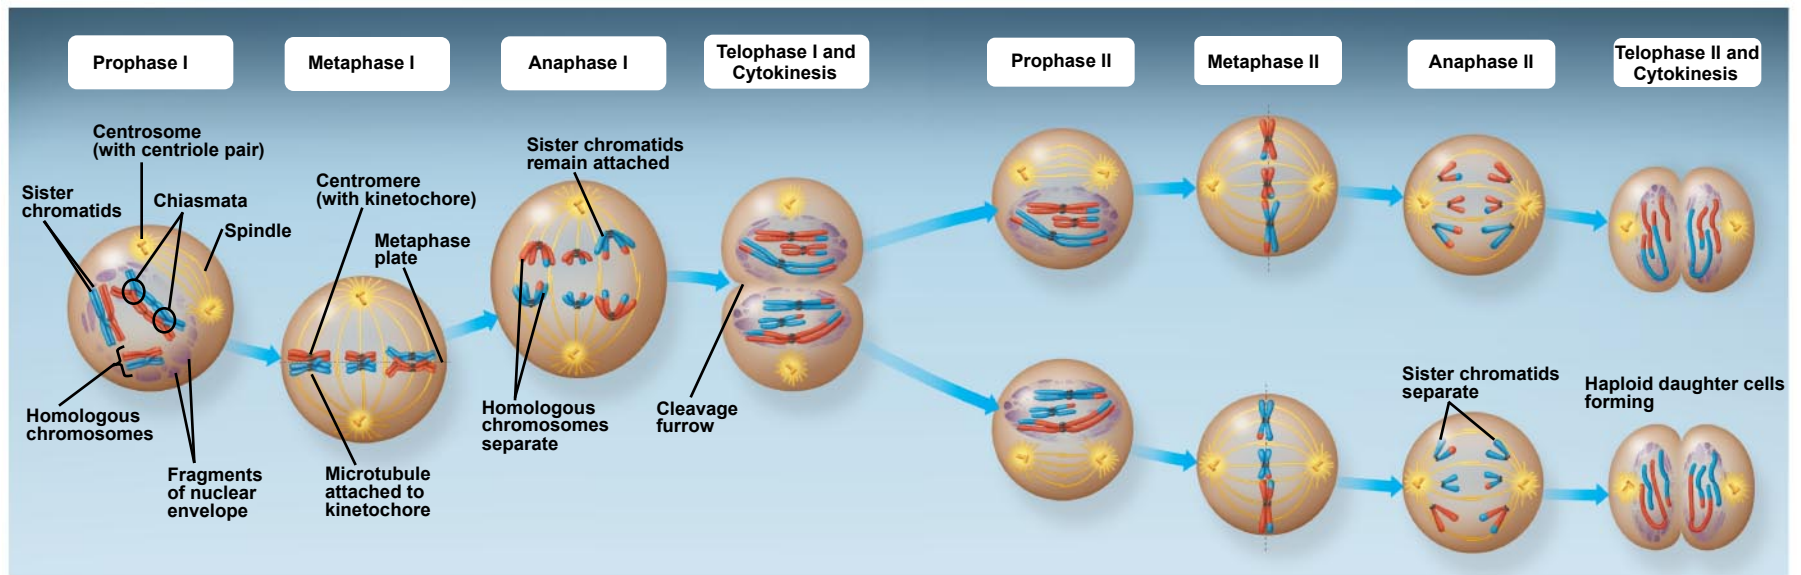 Prophase I
Metaphase I
Anaphase I
Telophase I and
Cytokinesis
Prophase II
Metaphase II
Anaphase II
Telophase II and
Cytokinesis
Centrosome
(with centriole pair)
Sister
chromatids
Chiasmata
Spindle
Homologous
chromosomes
Fragments
of nuclear
envelope
Centromere
(with kinetochore)
Metaphase
plate
Microtubule
attached to
kinetochore
Sister chromatids
remain attached
Homologous
chromosomes
separate
Cleavage
furrow
Sister chromatids
separate
Haploid daughter cells
forming